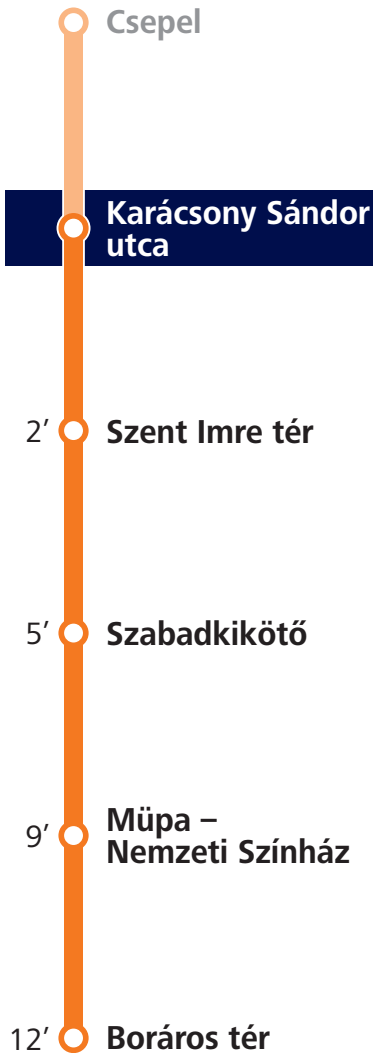 Csepel
Karácsony Sándor
utca
2’ Szent Imre tér
5’ Szabadkikötő
9’ Müpa –
Nemzeti Színház
12’ Boráros tér